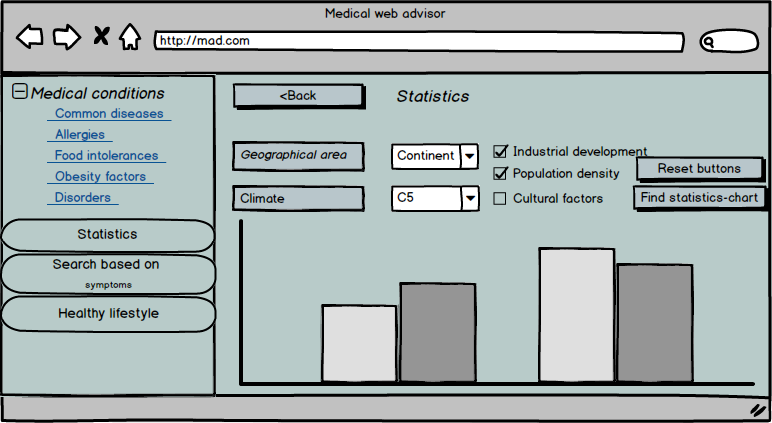 Medical web advisor
http://mad.com
Medical conditions
Common diseases
Allergies
Food intolerances
Obesity factors
Disorders
Statistics
Search based on
symptoms
Healthy lifestyle
<Back
Statistics
Geographical area
Continent
Industrial development
Population density
Reset buttons
Climate
C5
Cultural factors
Find statistics-chart